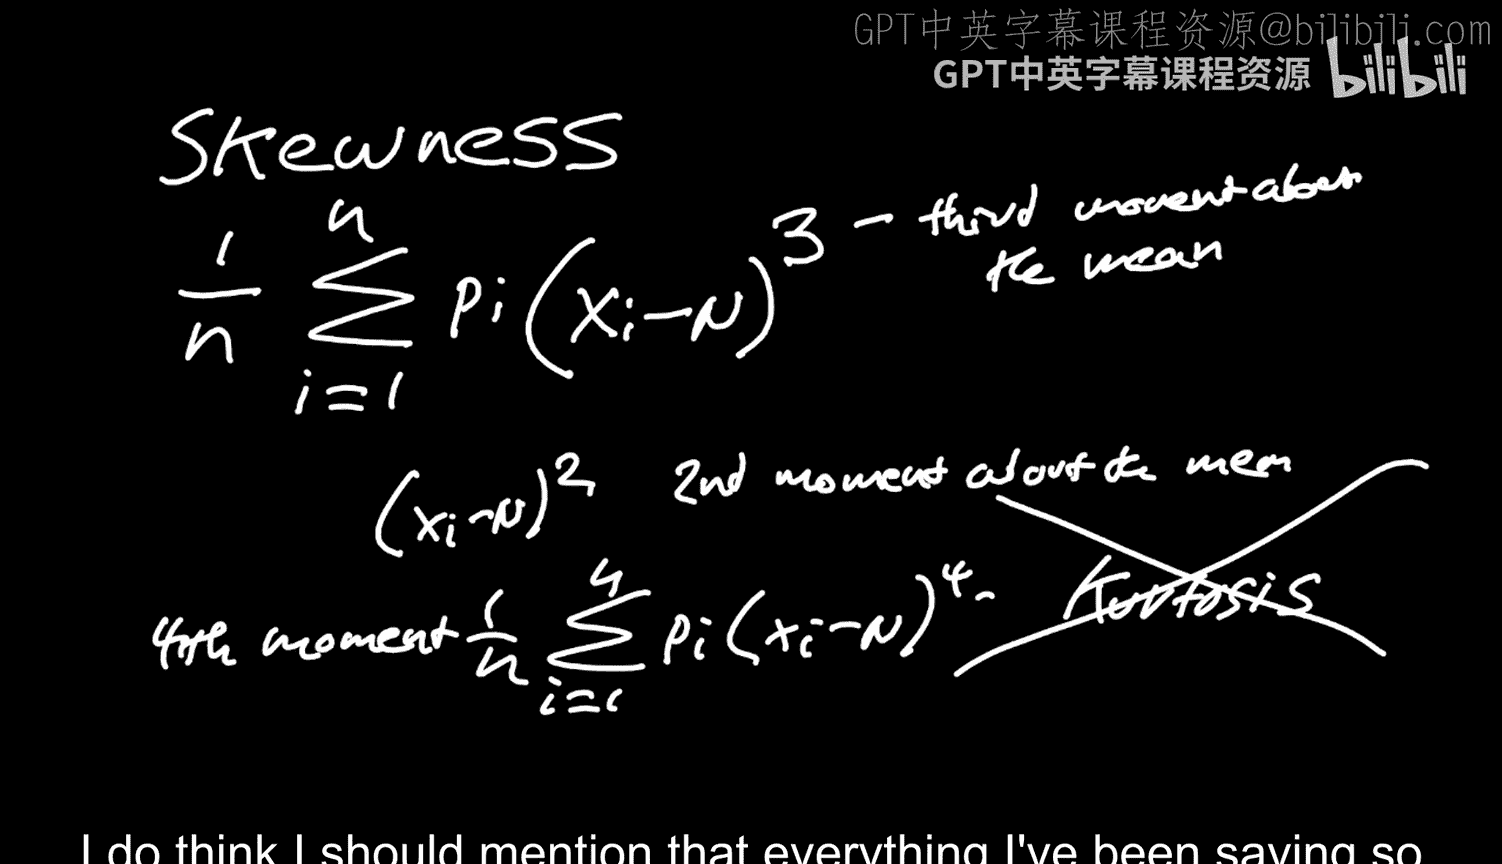 GPT中英字幕课程资源@bilibili.com
GPT中英字幕课程资源 bilibili
Skewness
1/n n Σ i=1 pi (xi-μ)^3 - third moment about
the mean
(xi-μ)^2 2nd moment about the mean
4th moment 1/n n Σ i=1 pi (xi-μ)^4 - Kurtosis
I do think I should mention that everything I've been saying so